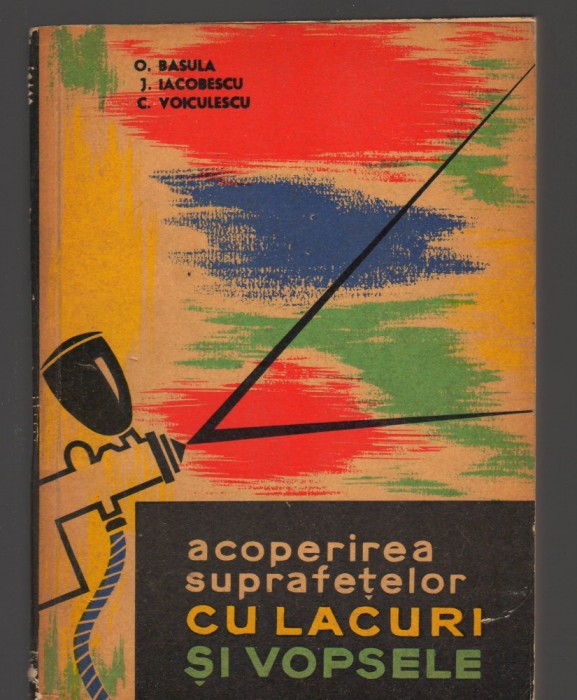 O. BASULA
J. IACOBESCU
C. VOICULESCU
acoperirea
suprafețelor
CU LACURI
ȘI VOPSELE